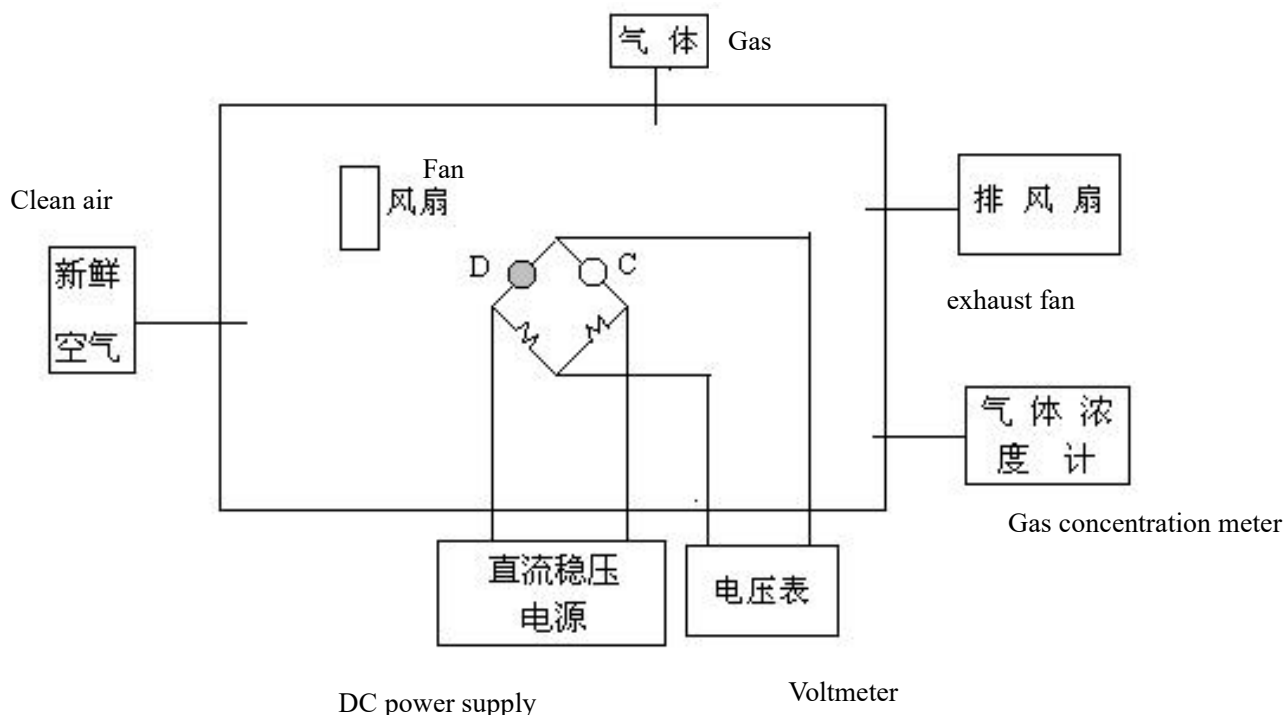 气 体
Gas
Fan
风扇
Clean air
新鲜
空气
排 风 扇
exhaust fan
D
C
气 体 浓
度 计
Gas concentration meter
直流稳压
电源
电压表
DC power supply
Voltmeter